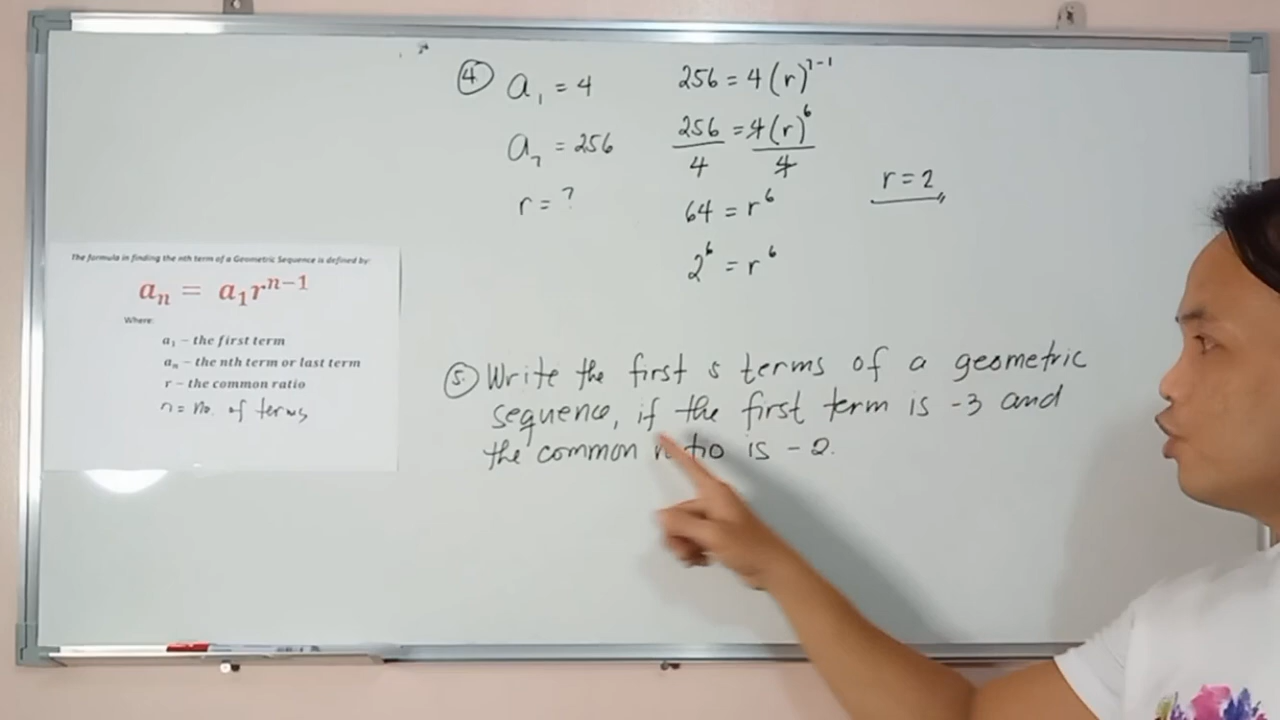 ④ a₁ = 4
a₇ = 256
r = ?
256 = 4(r)⁷⁻¹
256 = 4(r)⁶
4 4
64 = r⁶
2⁶ = r⁶
r = 2
The formula in finding the nth term of a Geometric Sequence is defined by:
aₙ = a₁rⁿ⁻¹
Where:
a₁ – the first term
aₙ – the nth term or last term
r – the common ratio
n = no. of terms
⑤ Write the first 5 terms of a geometric
sequence, if the first term is -3 and
the common ratio is -2.